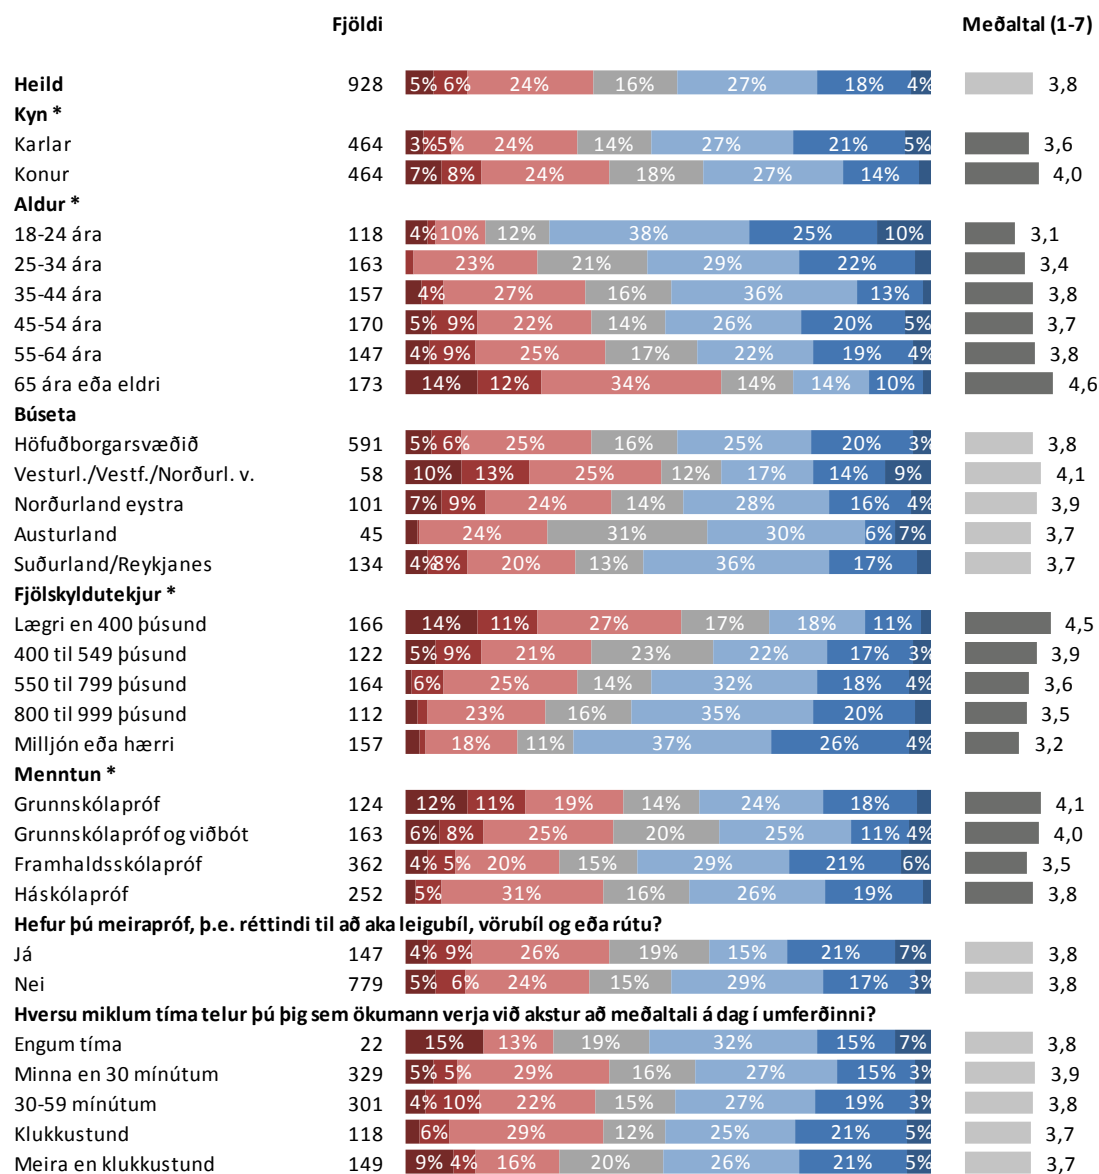 Fjöldi Meðaltal (1-7)
Heild 928 5% 6% 24% 16% 27% 18% 4% 3,8
Kyn *
Karlar 464 3% 5% 24% 14% 27% 21% 5% 3,6
Konur 464 7% 8% 24% 18% 27% 14% 4,0
Aldur *
18-24 ára 118 4% 10% 12% 38% 25% 10% 3,1
25-34 ára 163 23% 21% 29% 22% 3,4
35-44 ára 157 4% 27% 16% 36% 13% 3,8
45-54 ára 170 5% 9% 22% 14% 26% 20% 5% 3,7
55-64 ára 147 4% 9% 25% 17% 22% 19% 4% 3,8
65 ára eða eldri 173 14% 12% 34% 14% 14% 10% 4,6
Búseta
Höfuðborgarsvæðið 591 5% 6% 25% 16% 25% 20% 3% 3,8
Vesturl./Vestf./Norðurl. v. 58 10% 13% 25% 12% 17% 14% 9% 4,1
Norðurland eystra 101 7% 9% 24% 14% 28% 16% 4% 3,9
Austurland 45 24% 31% 30% 6% 7% 3,7
Suðurland/Reykjanes 134 4% 8% 20% 13% 36% 17% 3,7
Fjölskyldutekjur *
Lægri en 400 þúsund 166 14% 11% 27% 17% 18% 11% 4,5
400 til 549 þúsund 122 5% 9% 21% 23% 22% 17% 3% 3,9
550 til 799 þúsund 164 6% 25% 14% 32% 18% 4% 3,6
800 til 999 þúsund 112 23% 16% 35% 20% 3,5
Milljón eða hærri 157 18% 11% 37% 26% 4% 3,2
Menntun *
Grunnskólapróf 124 12% 11% 19% 14% 24% 18% 4,1
Grunnskólapróf og viðbót 163 6% 8% 25% 20% 25% 11% 4% 4,0
Framhaldsskólapróf 362 4% 5% 20% 15% 29% 21% 6% 3,5
Háskólapróf 252 5% 31% 16% 26% 19% 3,8
Hefur þú meirapróf, þ.e. réttindi til að aka leigubíl, vörubíl og eða rútu?
Já 147 4% 9% 26% 19% 15% 21% 7% 3,8
Nei 779 5% 6% 24% 15% 29% 17% 3% 3,8
Hversu miklum tíma telur þú þig sem ökumann verja við akstur að meðaltali á dag í umferðinni?
Engum tíma 22 15% 13% 19% 32% 15% 7% 3,8
Minna en 30 mínútum 329 5% 5% 29% 16% 27% 15% 3% 3,9
30-59 mínútum 301 4% 10% 22% 15% 27% 19% 3% 3,8
Klukkustund 118 6% 29% 12% 25% 21% 5% 3,7
Meira en klukkustund 149 9% 4% 16% 20% 26% 21% 5% 3,7